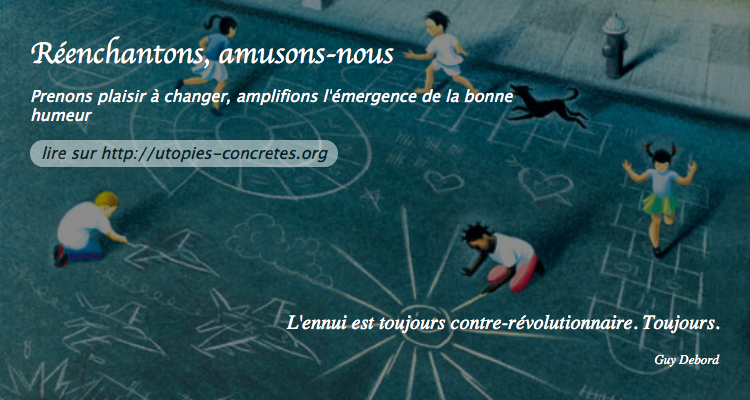 Réenchantons, amusons-nous
Prenons plaisir à changer, amplifions l'émergence de la bonne
humeur
lire sur http://utopies-concretes.org
L'ennui est toujours contre-révolutionnaire. Toujours.
Guy Debord